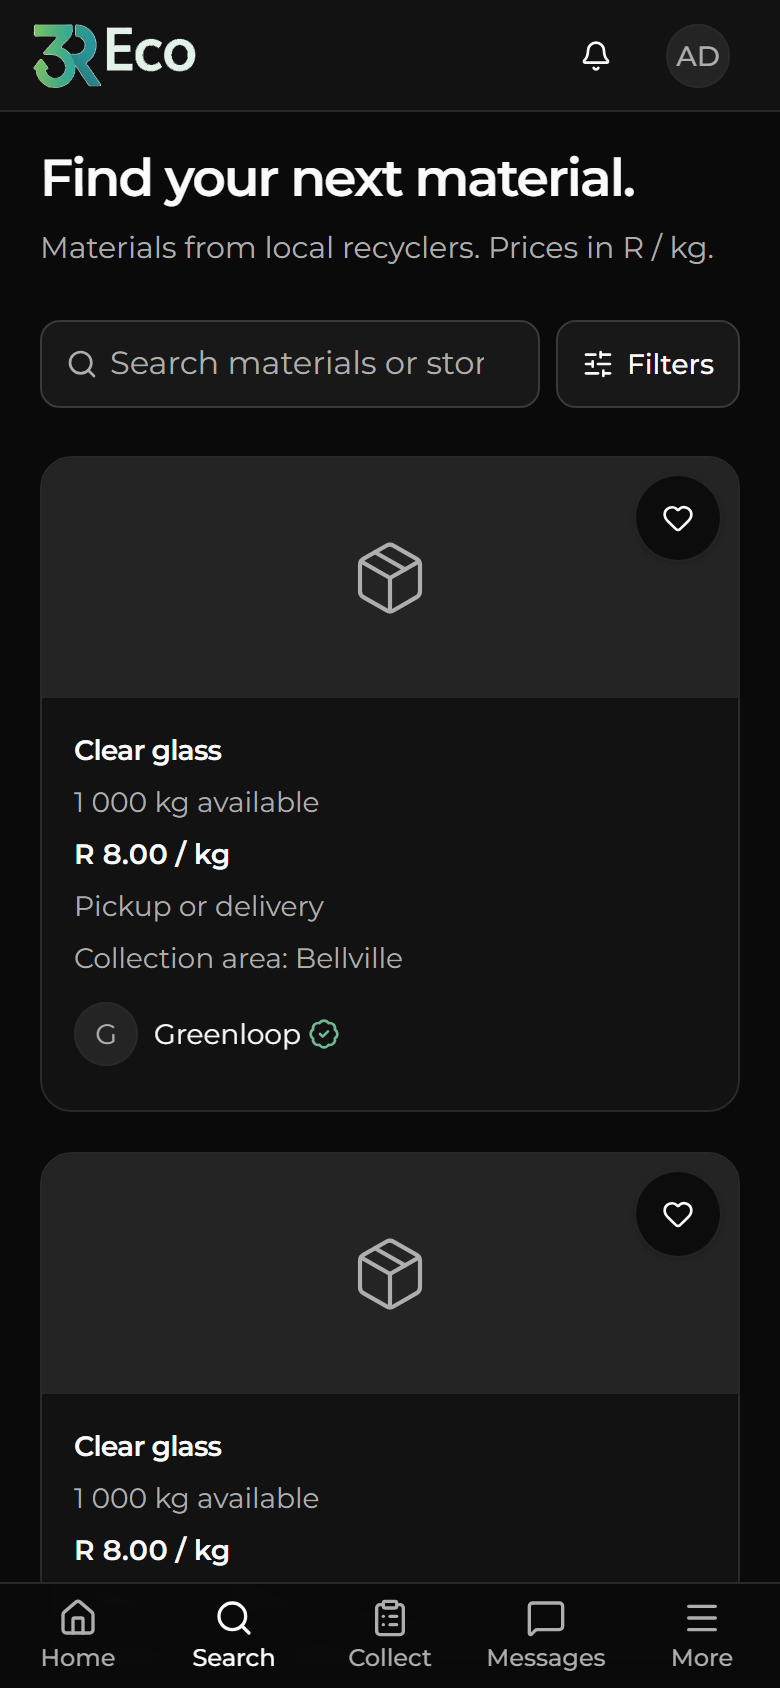 3R Eco
AD
Find your next material.
Materials from local recyclers. Prices in R / kg.
Search materials or stor
Filters
Clear glass
1 000 kg available
R 8.00 / kg
Pickup or delivery
Collection area: Bellville
G Greenloop
Clear glass
1 000 kg available
R 8.00 / kg
Home Search Collect Messages More